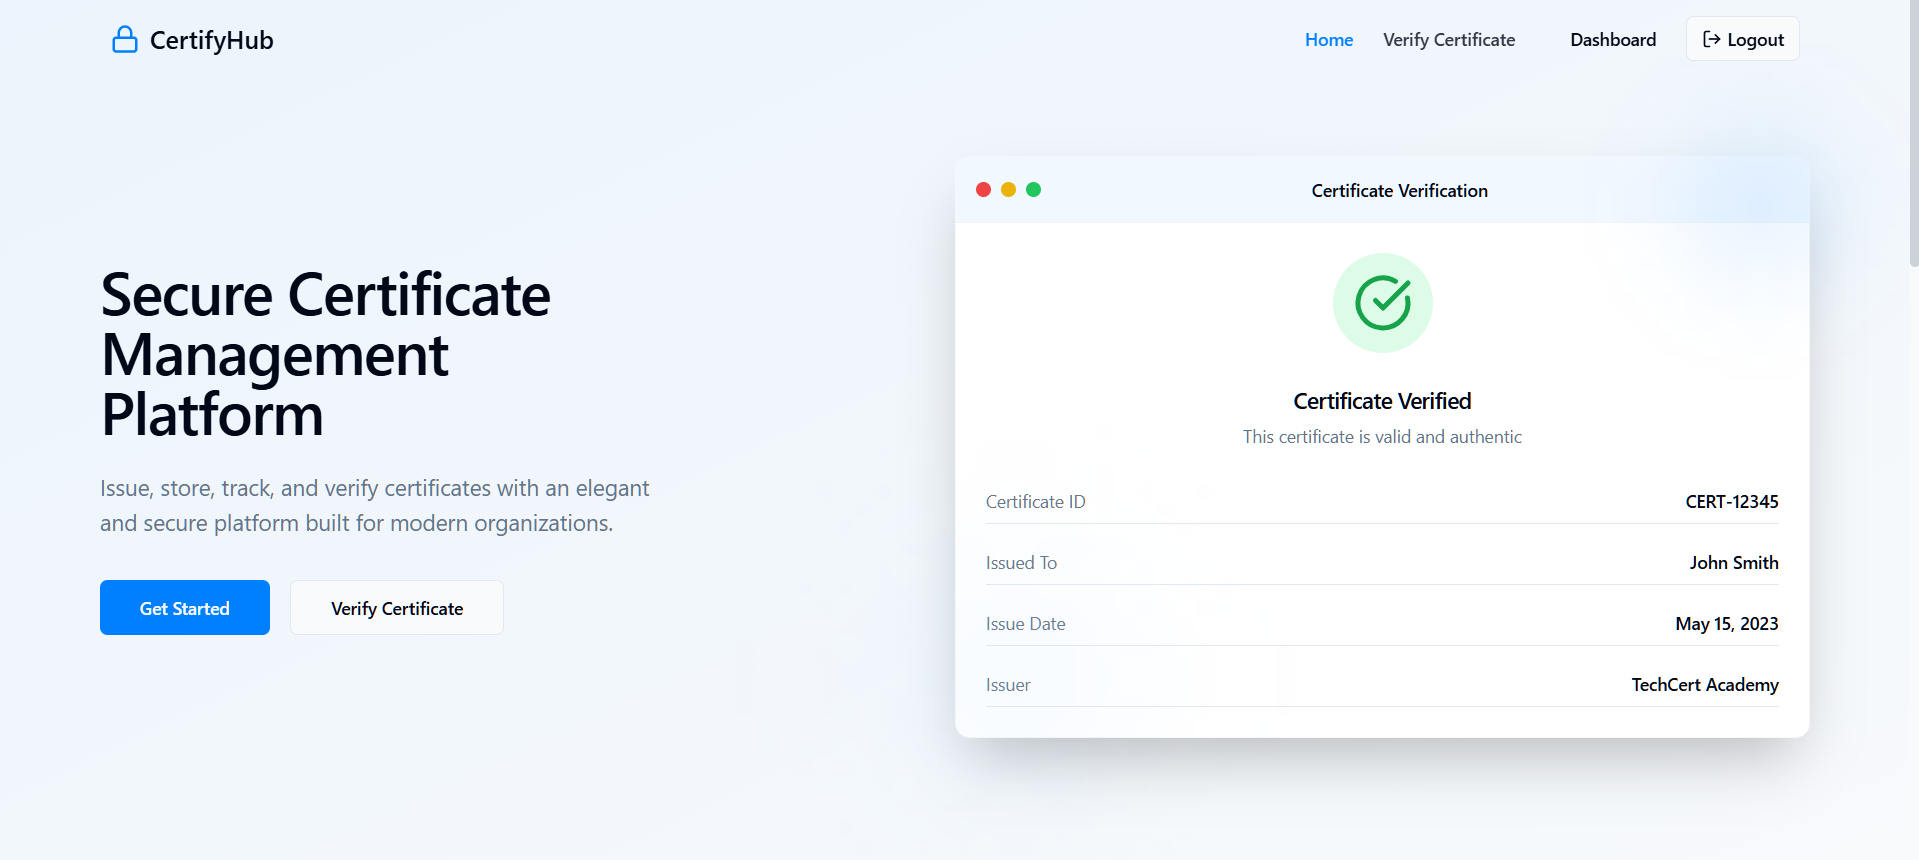 CertifyHub
Home
Verify Certificate
Dashboard
Logout
Secure Certificate
Management
Platform
Issue, store, track, and verify certificates with an elegant
and secure platform built for modern organizations.
Get Started
Verify Certificate
Certificate Verification
Certificate Verified
This certificate is valid and authentic
Certificate ID CERT-12345
Issued To John Smith
Issue Date May 15, 2023
Issuer TechCert Academy